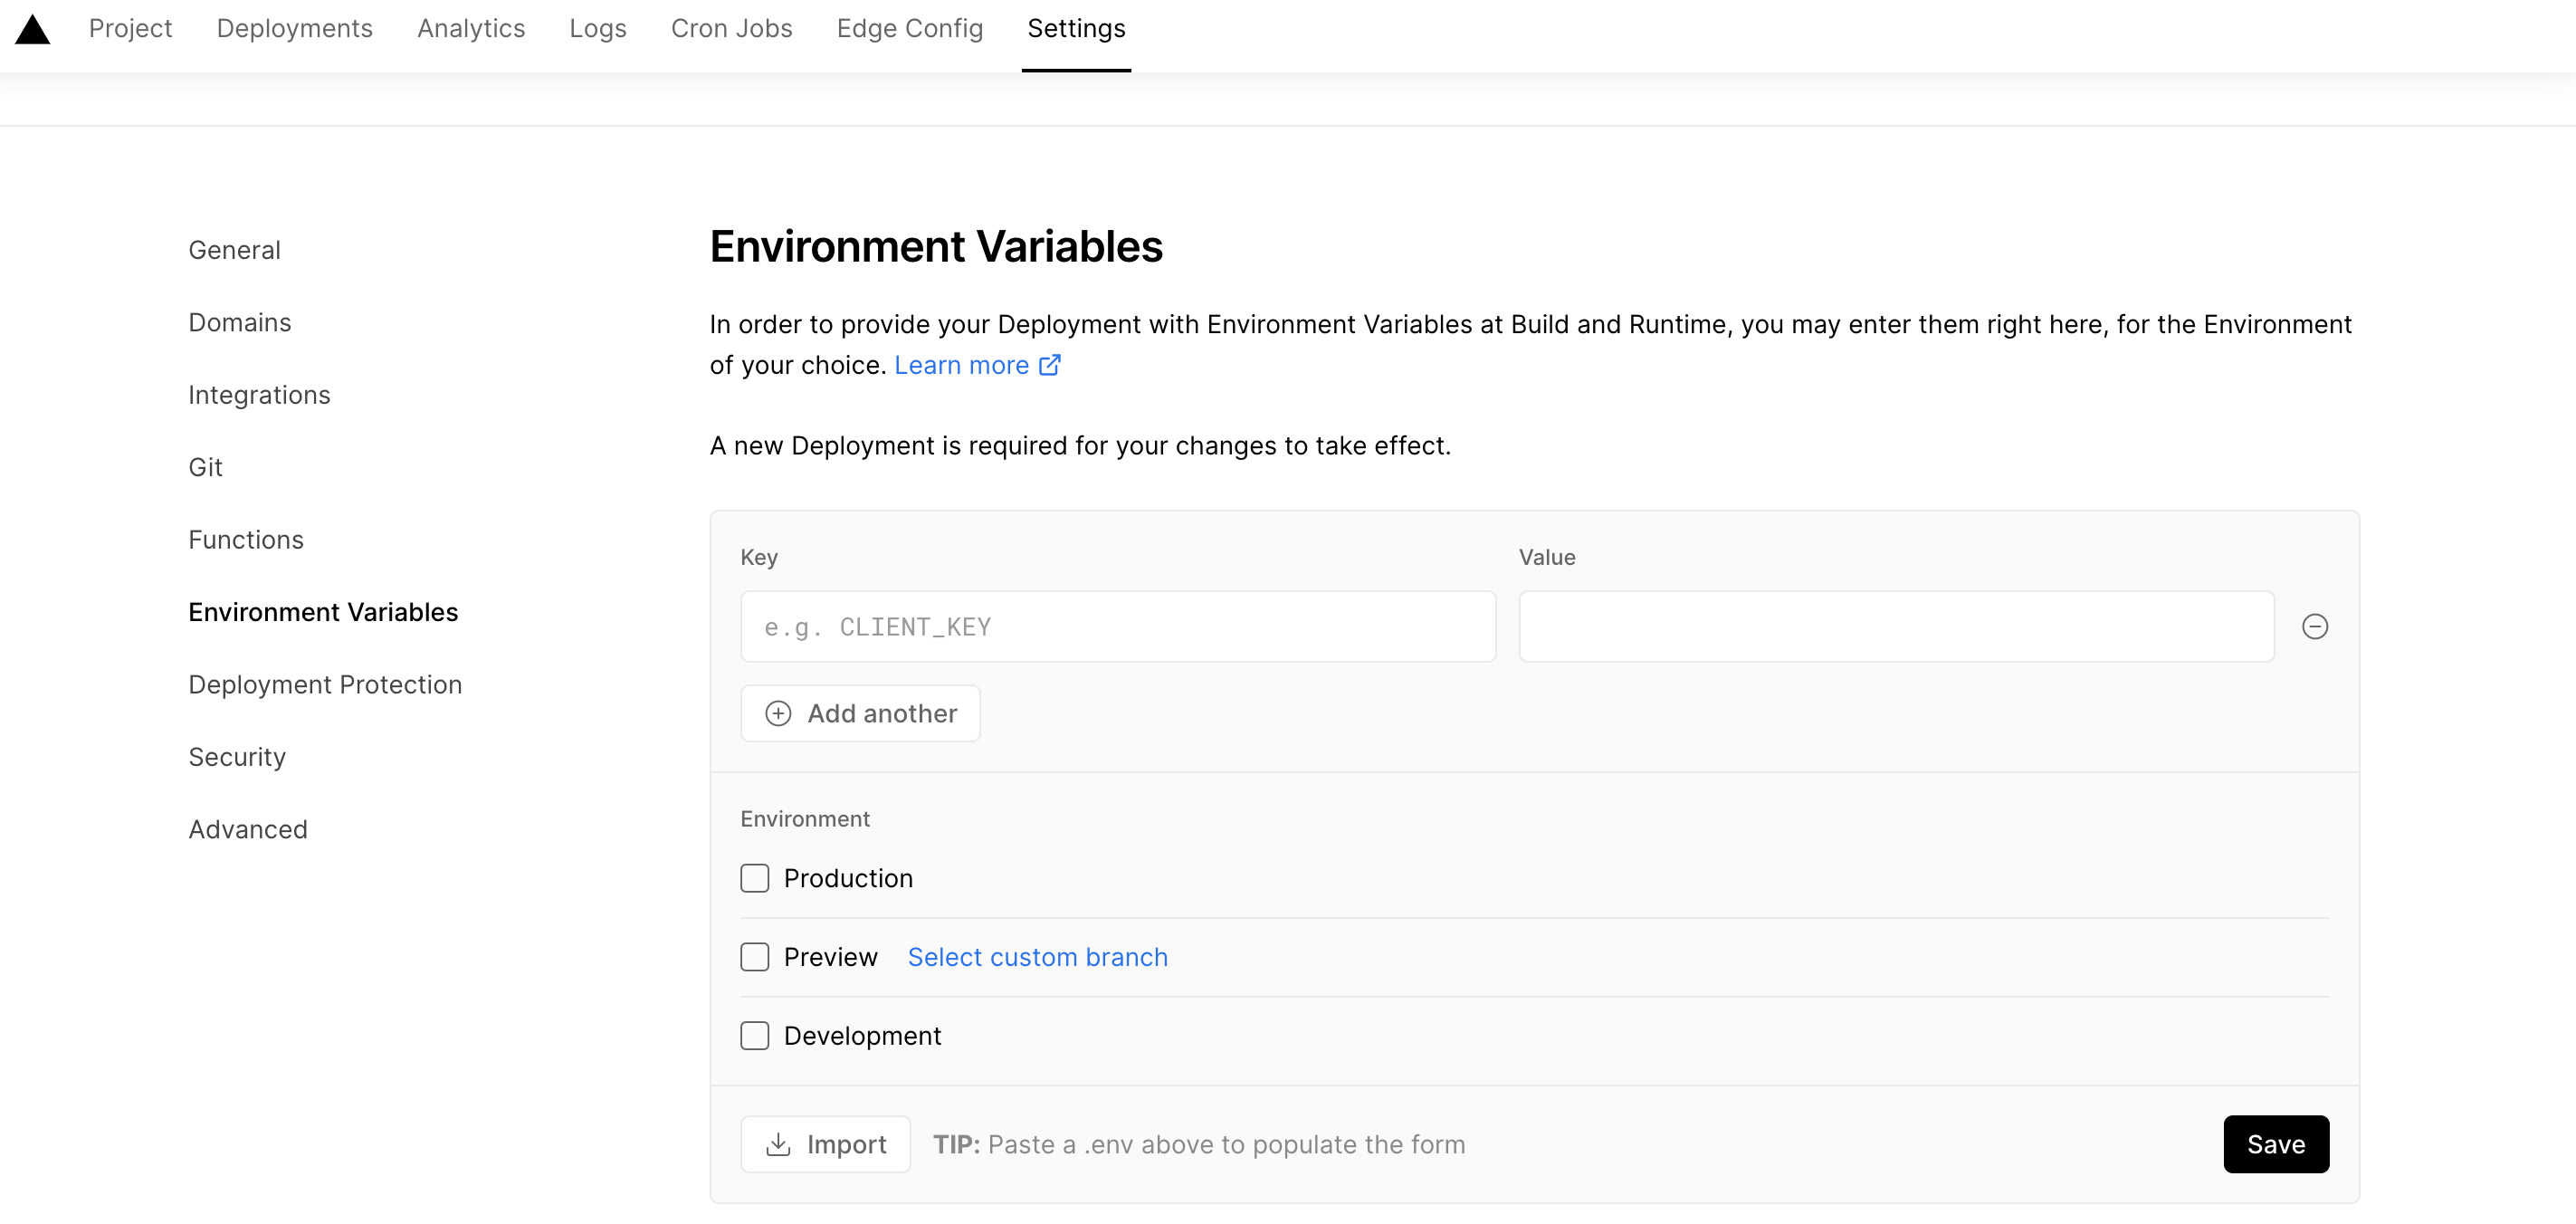 Project Deployments Analytics Logs Cron Jobs Edge Config Settings
General
Domains
Integrations
Git
Functions
Environment Variables
Deployment Protection
Security
Advanced
Environment Variables
In order to provide your Deployment with Environment Variables at Build and Runtime, you may enter them right here, for the Environment
of your choice. Learn more
A new Deployment is required for your changes to take effect.
Key Value
e.g. CLIENT_KEY
Add another
Environment
Production
Preview Select custom branch
Development
Import TIP: Paste a .env above to populate the form Save